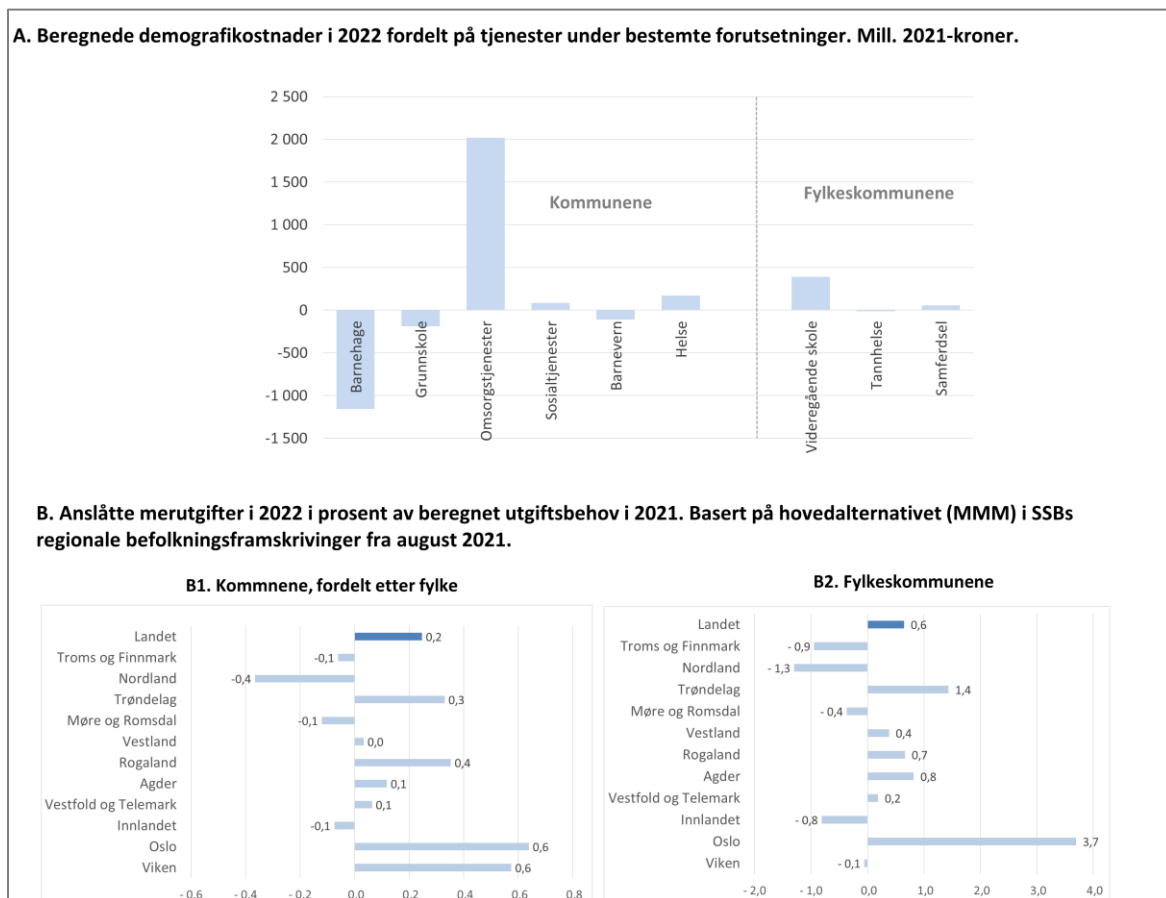 A. Beregnede demografikostnader i 2022 fordelt på tjenester under bestemte forutsetninger. Mill. 2021-kroner.
2 500
2 000
1 500
1 000
500
0
-500
-1 000
-1 500
Kommunene
Fylkeskommunene
Barnehage
Grunnskole
Omsorgstjenester
Sosialtjenester
Barnevern
Helse
Videregående skole
Tannhelse
Samferdsel
B. Anslåtte merutgifter i 2022 i prosent av beregnet utgiftsbehov i 2021. Basert på hovedalternativet (MMM) i SSBs
regionale befolkningsframskrivinger fra august 2021.
B1. Kommnene, fordelt etter fylke
Landet 0,2
Troms og Finnmark -0,1
Nordland -0,4
Trøndelag 0,3
Møre og Romsdal -0,1
Vestland 0,0
Rogaland 0,4
Agder 0,1
Vestfold og Telemark 0,1
Innlandet -0,1
Oslo 0,6
Viken 0,6
- 0,6 - 0,4 - 0,2 0,0 0,2 0,4 0,6 0,8
B2. Fylkeskommunene
Landet 0,6
Troms og Finnmark - 0,9
Nordland - 1,3
Trøndelag 1,4
Møre og Romsdal - 0,4
Vestland 0,4
Rogaland 0,7
Agder 0,8
Vestfold og Telemark 0,2
Innlandet - 0,8
Oslo 3,7
Viken - 0,1
- 2,0 - 1,0 0,0 1,0 2,0 3,0 4,0